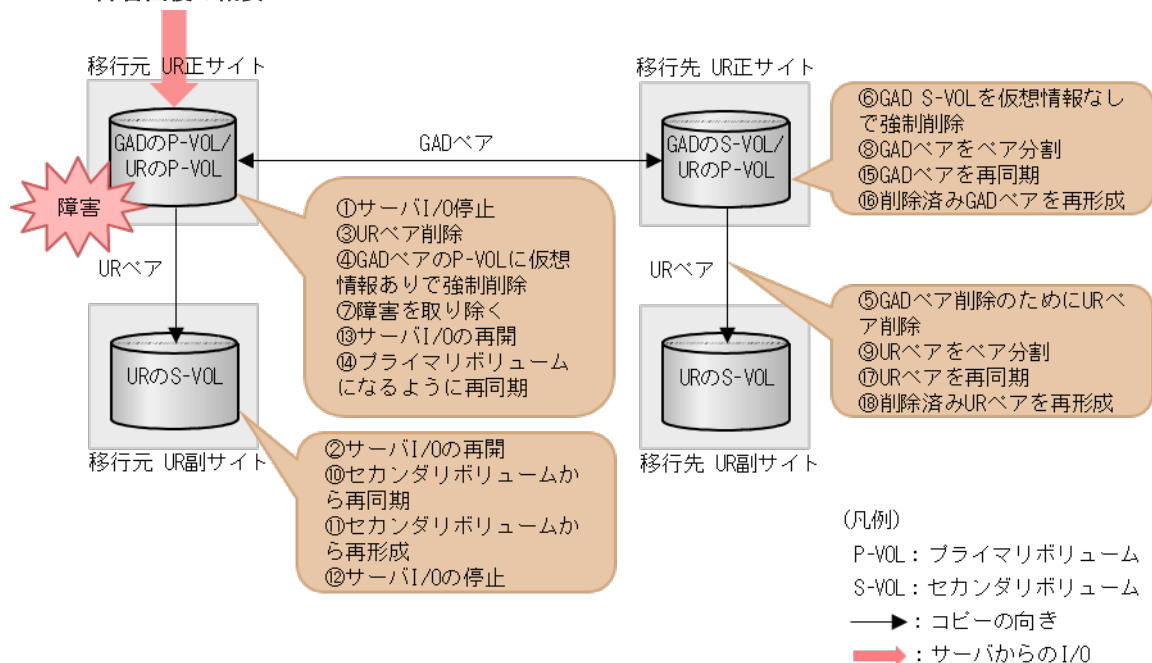 移行元 UR正サイト
GADのP-VOL/
URのP-VOL
障害
URペア
URのS-VOL
移行元 UR副サイト
GADペア
①サーバI/O停止
③URペア削除
④GADペアのP-VOLに仮想
情報ありで強制削除
⑦障害を取り除く
⑬サーバI/Oの再開
⑭プライマリボリューム
になるように再同期
②サーバI/Oの再開
⑩セカンダリボリュームか
ら再同期
⑪セカンダリボリュームか
ら再形成
⑫サーバI/Oの停止
移行先 UR正サイト
GADのS-VOL/
URのP-VOL
URペア
URのS-VOL
移行先 UR副サイト
⑥GAD S-VOLを仮想情報なし
で強制削除
⑧GADペアをペア分割
⑮GADペアを再同期
⑯削除済みGADペアを再形成
⑤GADペア削除のためにURペ
ア削除
⑨URペアをペア分割
⑰URペアを再同期
⑱削除済みURペアを再形成
(凡例)
P-VOL：プライマリボリューム
S-VOL：セカンダリボリューム
：コピーの向き
：サーバからのI/O